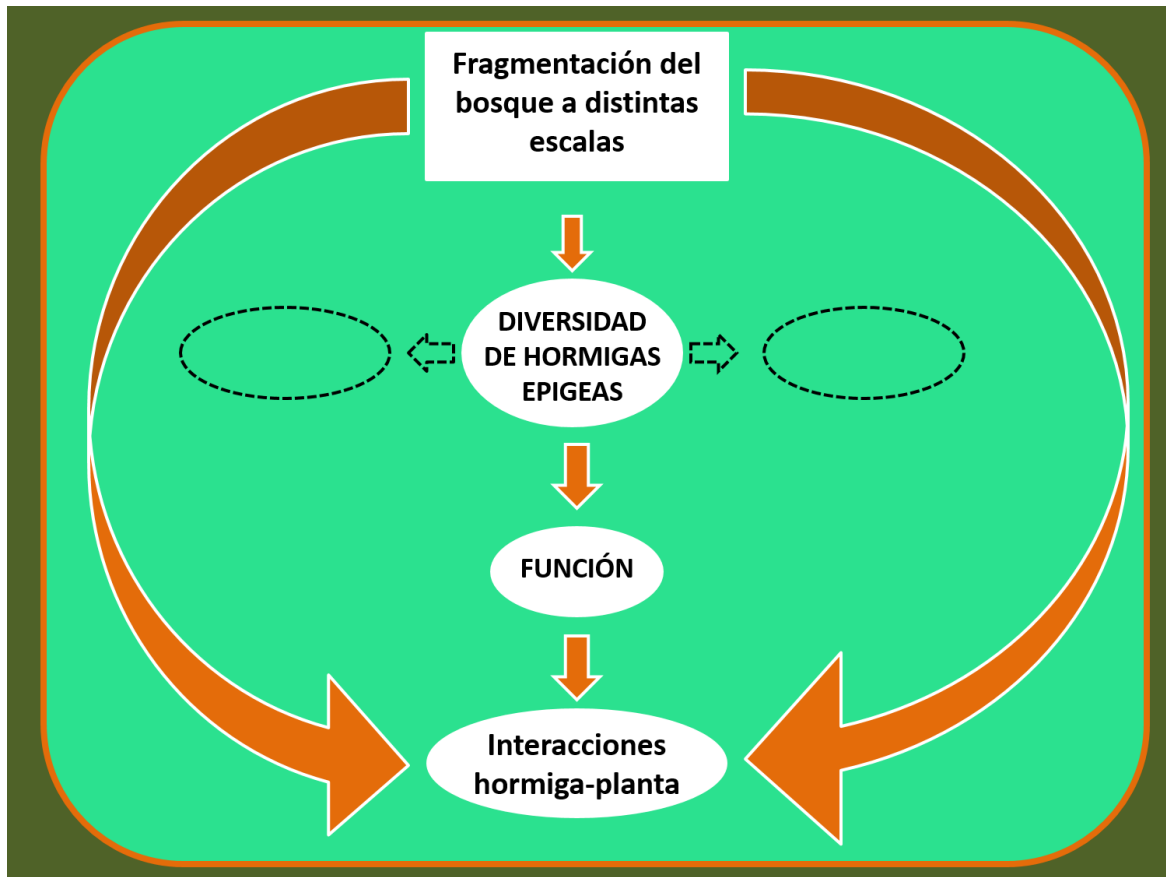 Fragmentación del
bosque a distintas
escalas
DIVERSIDAD
DE HORMIGAS
EPIGEAS
FUNCIÓN
Interacciones
hormiga-planta